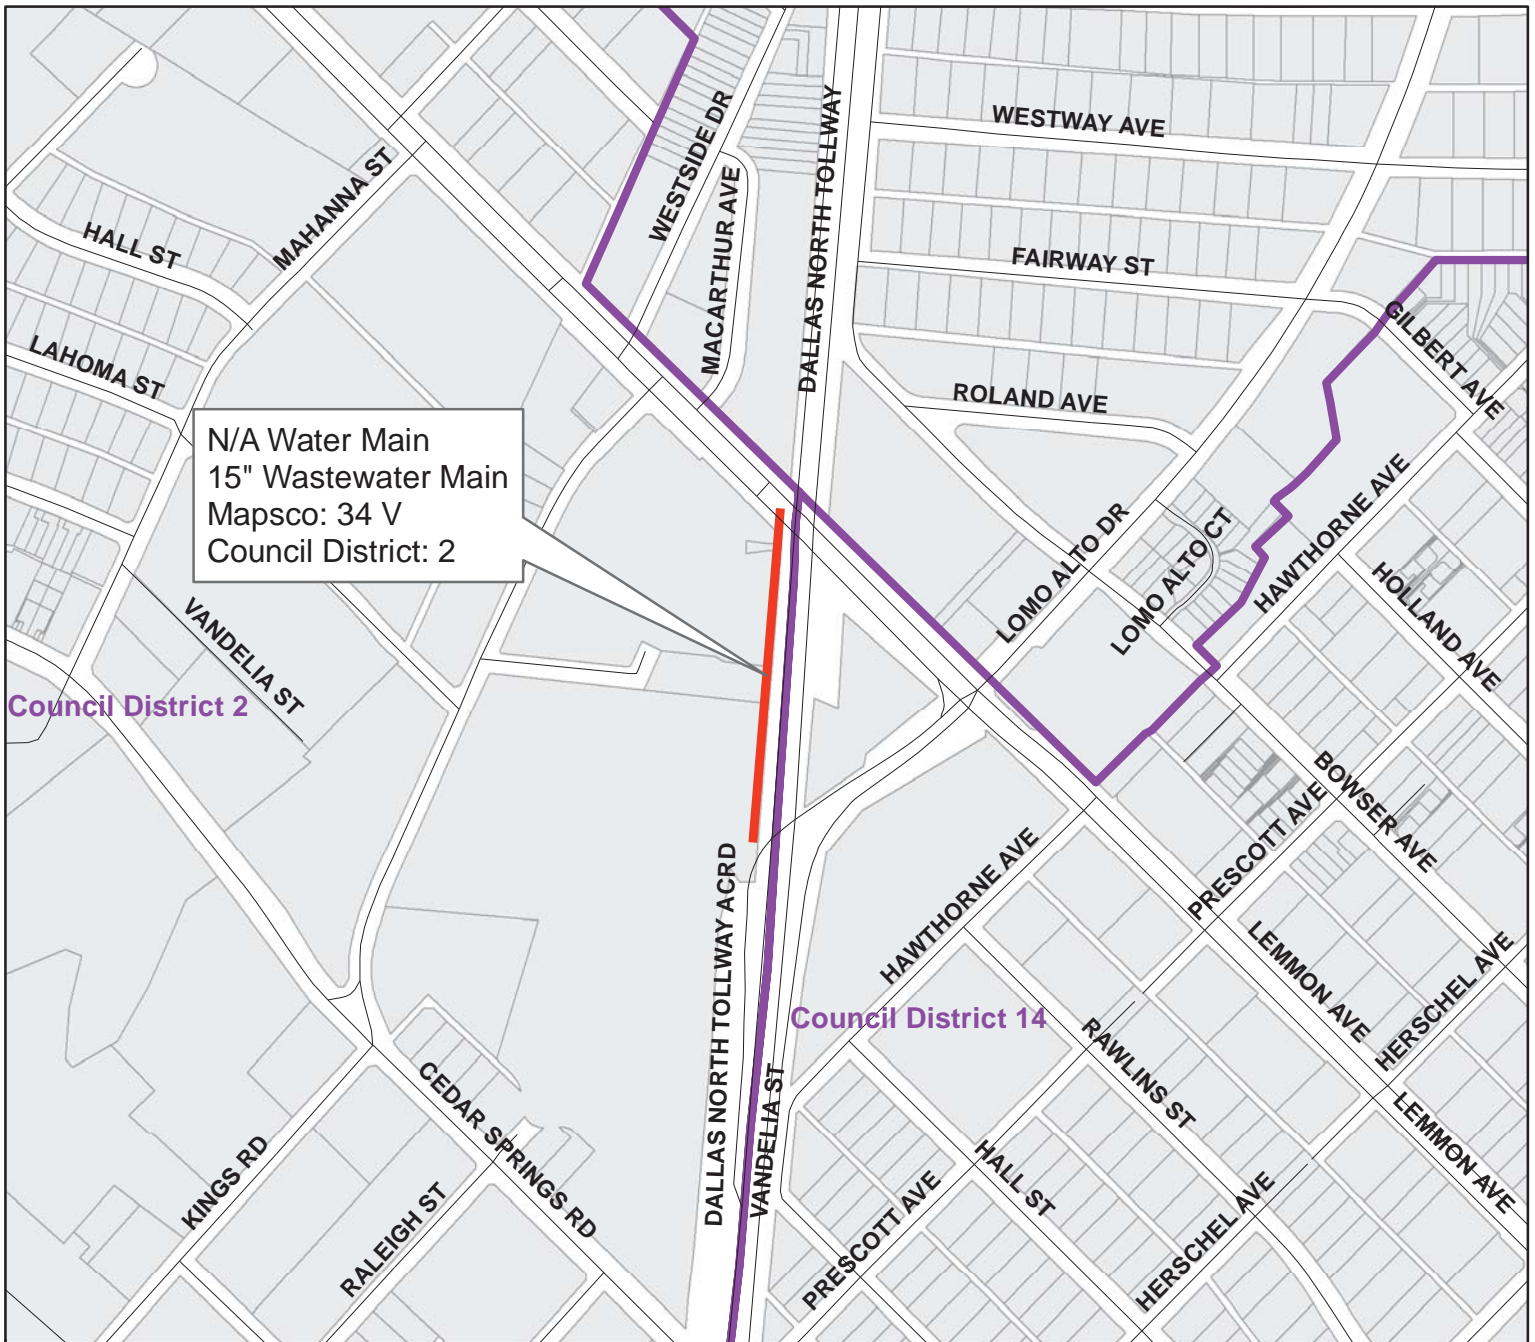 WESTWAY AVE
WESTSIDE DR
DALLAS NORTH TOLLWAY
MAHANNA ST
MACARTHUR AVE
HALL ST
FAIRWAY ST
GILBERT AVE
LAHOMA ST
ROLAND AVE
N/A Water Main
15" Wastewater Main
Mapsco: 34 V
Council District: 2
HAWTHORNE AVE
LOMO ALTO DR
LOMO ALTO CT
HOLLAND AVE
VANDELIA ST
Council District 2
BOWSER AVE
PRESCOTT AVE
DALLAS NORTH TOLLWAY ACRD
HAWTHORNE AVE
LEMMON AVE
HERSCHEL AVE
Council District 14
RAWLINS ST
CEDAR SPRINGS RD
VANDELIA ST
LEMMON AVE
KINGS RD
RALEIGH ST
HALL ST
PRESCOTT AVE
HERSCHEL AVE